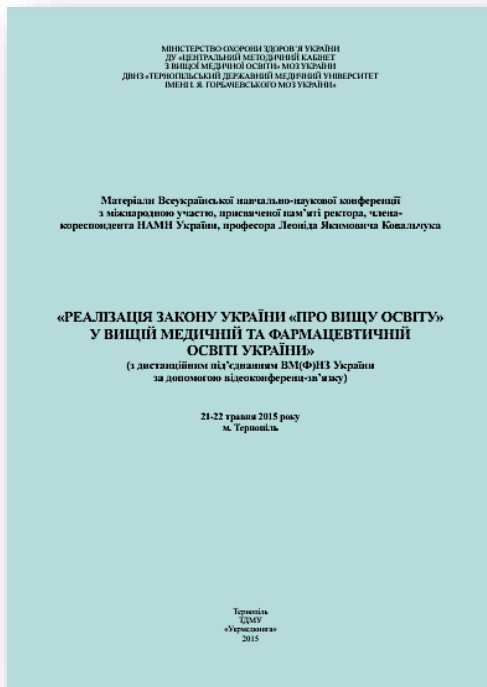 МІНІСТЕРСТВО ОХОРОНИ ЗДОРОВ'Я УКРАЇНИ
ДУ «ЦЕНТРАЛЬНИЙ МЕТОДИЧНИЙ КАБІНЕТ
З ВИЩОЇ МЕДИЧНОЇ ОСВІТИ» МОЗ УКРАЇНИ
ДВНЗ «ТЕРНОПІЛЬСЬКИЙ ДЕРЖАВНИЙ МЕДИЧНИЙ УНІВЕРСИТЕТ
ІМЕНІ І. Я. ГОРБАЧЕВСЬКОГО МОЗ УКРАЇНИ»
Матеріали Всеукраїнської навчально-наукової конференції
з міжнародною участю, присвяченої пам'яті ректора, члена-
кореспондента НАМН України, професора Леоніда Якимовича Ковальчука
«РЕАЛІЗАЦІЯ ЗАКОНУ УКРАЇНИ «ПРО ВИЩУ ОСВІТУ»
У ВИЩІЙ МЕДИЧНІЙ ТА ФАРМАЦЕВТИЧНІЙ
ОСВІТІ УКРАЇНИ»
(з дистанційним під'єднанням ВМ(Ф)НЗ України
за допомогою відеоконференц-зв'язку)
21-22 травня 2015 року
м. Тернопіль
Тернопіль
ТДМУ
«Укрмедкнига»
2015